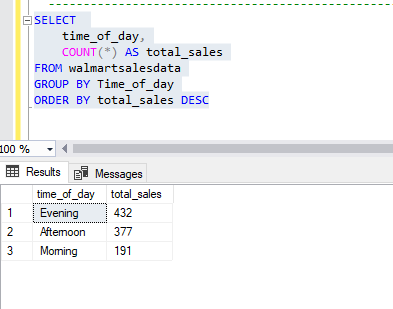 SELECT
time_of_day,
COUNT(*) AS total_sales
FROM walmartsalesdata
GROUP BY Time_of_day
ORDER BY total_sales DESC
100 %
Results Messages
time_of_day total_sales
1 Evening 432
2 Afternoon 377
3 Morning 191